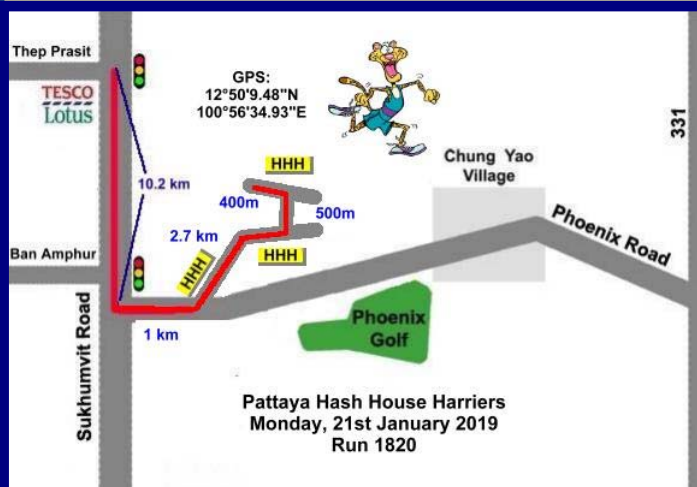 Thep Prasit
TESCO
Lotus
GPS:
12°50'9.48"N
100°56'34.93"E
331
Chung Yao
Village
HHH
10.2 km
400m
500m
2.7 km
HHH
HHH
Phoenix Road
Ban Amphur
Phoenix
Golf
1 km
Sukhumvit Road
Pattaya Hash House Harriers
Monday, 21st January 2019
Run 1820